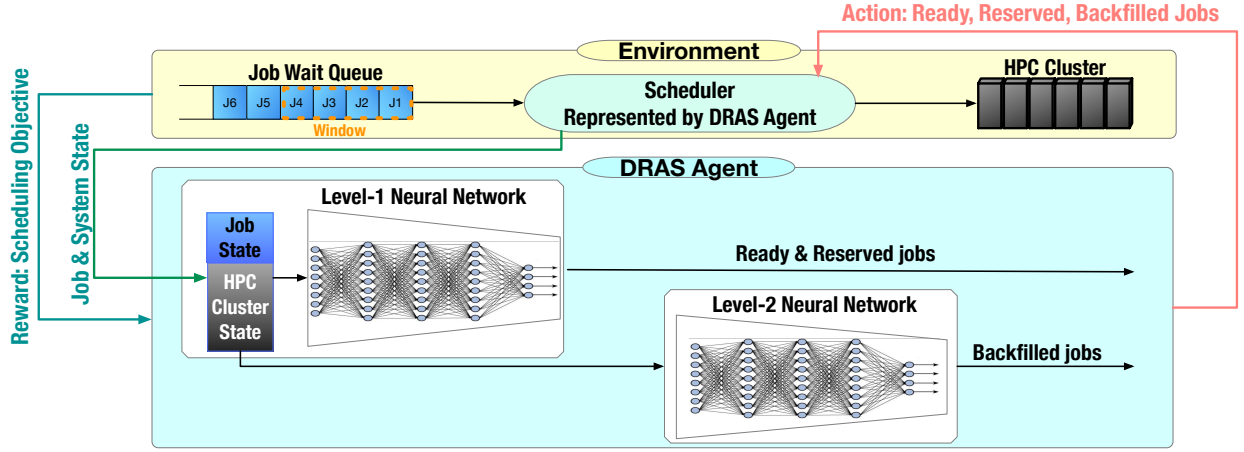 Action: Ready, Reserved, Backfilled Jobs
Environment
Job Wait Queue
J6 J5 J4 J3 J2 J1
Window
Scheduler
Represented by DRAS Agent
HPC Cluster
Reward: Scheduling Objective
Job & System State
DRAS Agent
Level-1 Neural Network
Job
State
HPC
Cluster
State
Ready & Reserved jobs
Level-2 Neural Network
Backfilled jobs